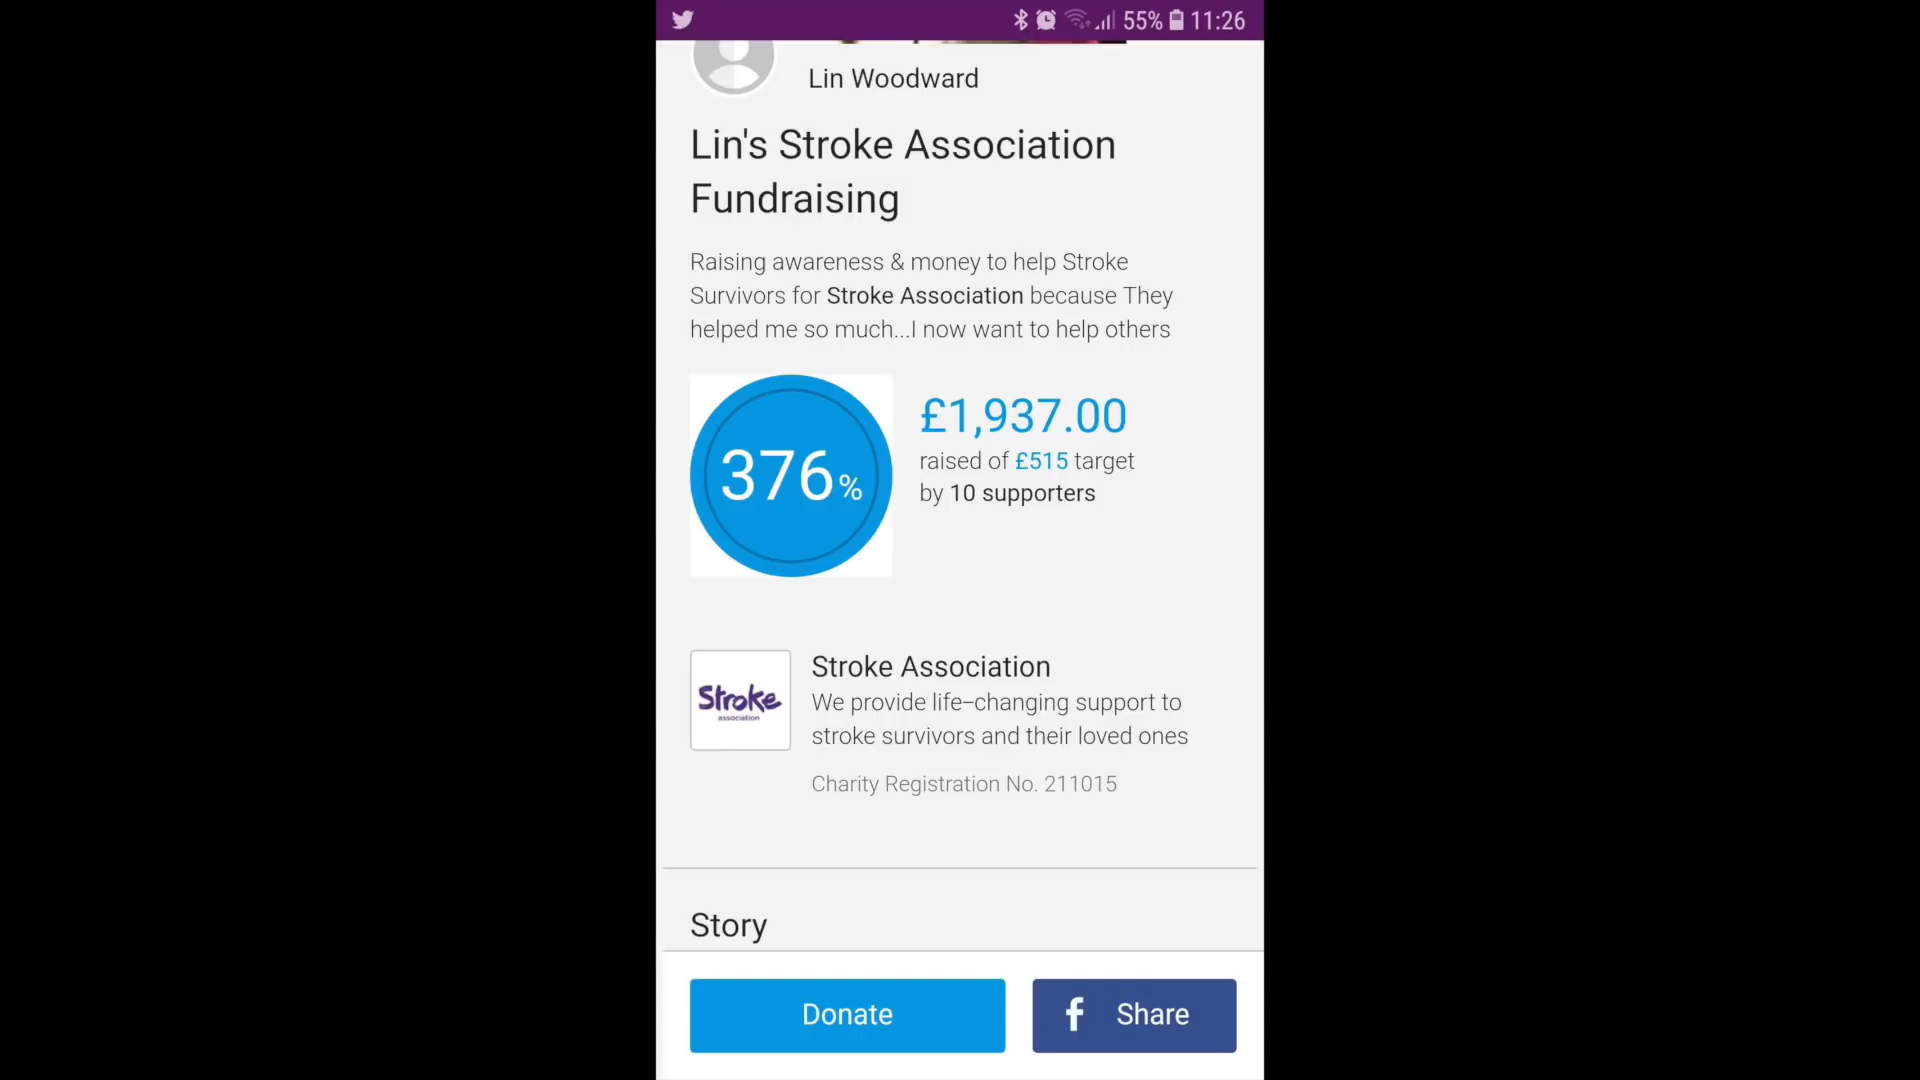 55% 11:26
Lin Woodward
Lin's Stroke Association
Fundraising
Raising awareness & money to help Stroke
Survivors for Stroke Association because They
helped me so much...I now want to help others
376%
£1,937.00
raised of £515 target
by 10 supporters
Stroke
association
Stroke Association
We provide life-changing support to
stroke survivors and their loved ones
Charity Registration No. 211015
Story
Donate
f Share